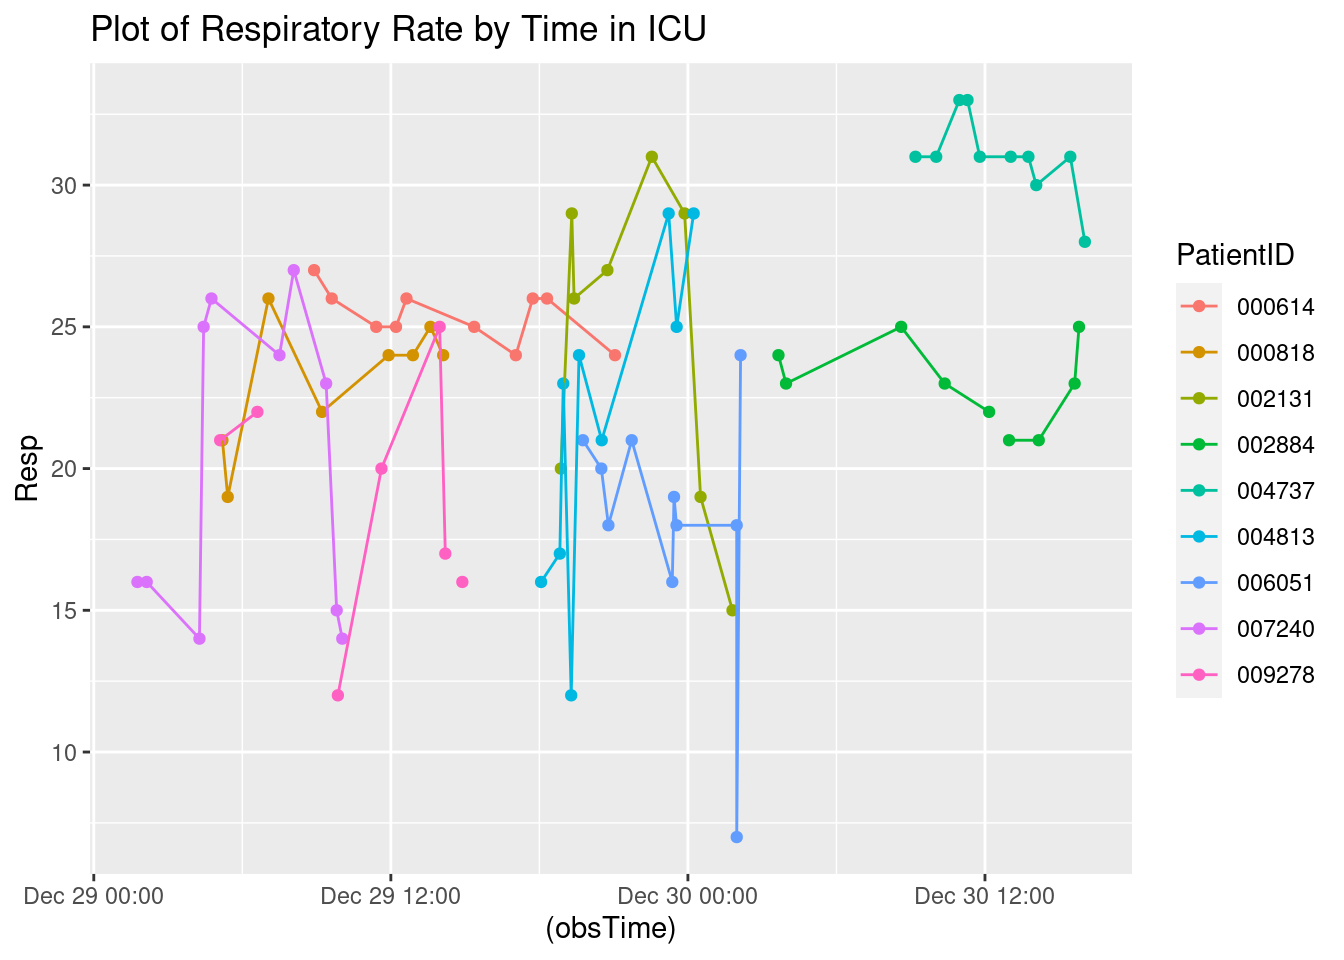 Plot of Respiratory Rate by Time in ICU
30
25
20
15
10
Resp
Dec 29 00:00 Dec 29 12:00 Dec 30 00:00 Dec 30 12:00
(obsTime)
PatientID
000614
000818
002131
002884
004737
004813
006051
007240
009278